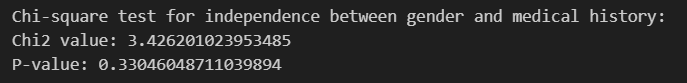 Chi-square test for independence between gender and medical history:
Chi2 value: 3.426201023953485
P-value: 0.33046048711039894